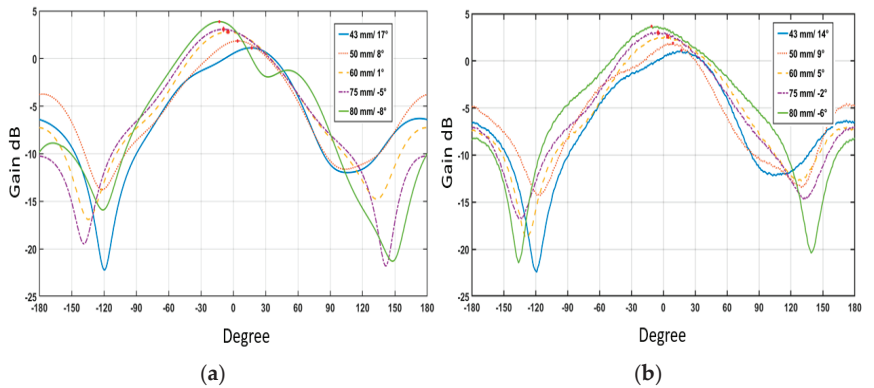 5
0
-5
-10
-15
-20
-25
Gain dB
-180 -150 -120 -90 -60 -30 0 30 60 90 120 150 180
Degree
43 mm/ 17°
50 mm/ 8°
60 mm/ 1°
75 mm/ -5°
80 mm/ -8°
(a)
5
0
-5
-10
-15
-20
-25
Gain dB
-180 -150 -120 -90 -60 -30 0 30 60 90 120 150 180
Degree
43 mm/ 14°
50 mm/ 9°
60 mm/ 5°
75 mm/ -2°
80 mm/ -6°
(b)